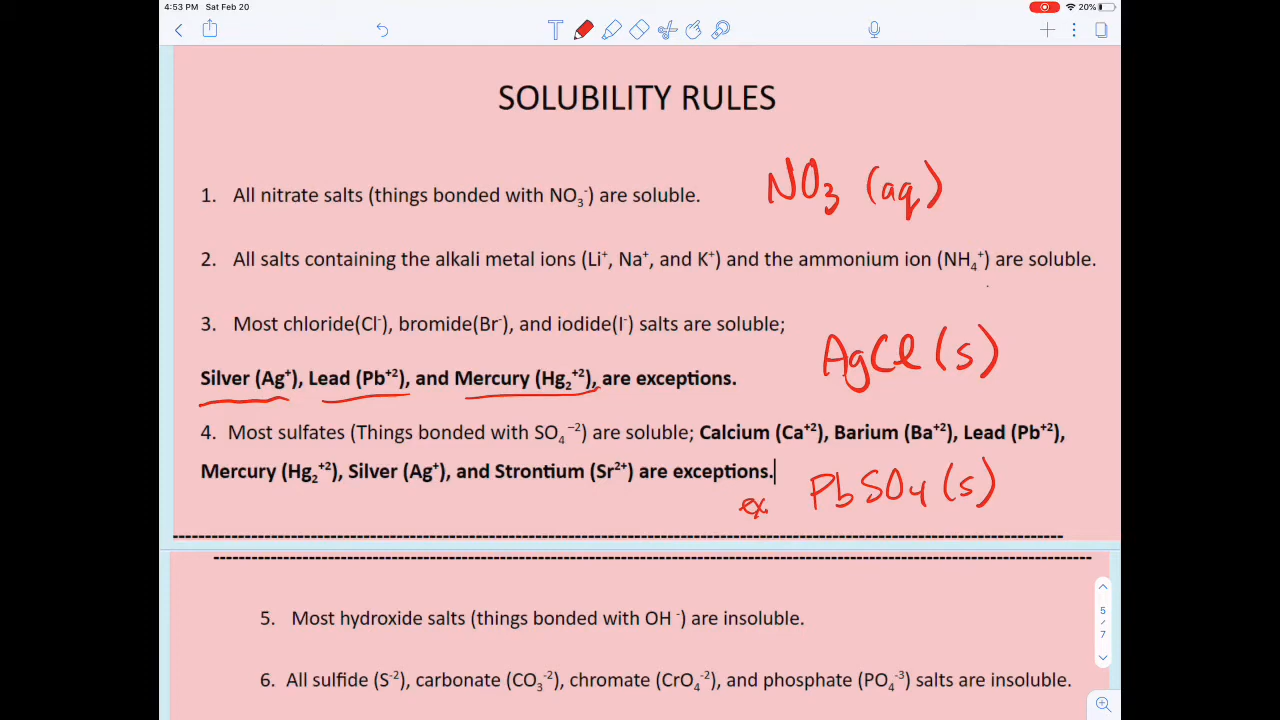 4:53 PM Sat Feb 20 20%
SOLUBILITY RULES
1. All nitrate salts (things bonded with NO₃⁻) are soluble. NO₃ (aq)
2. All salts containing the alkali metal ions (Li⁺, Na⁺, and K⁺) and the ammonium ion (NH₄⁺) are soluble.
3. Most chloride(Cl⁻), bromide(Br⁻), and iodide(I⁻) salts are soluble;
AgCl (s)
Silver (Ag⁺), Lead (Pb⁺²), and Mercury (Hg₂⁺²), are exceptions.
4. Most sulfates (Things bonded with SO₄⁻²) are soluble; Calcium (Ca⁺²), Barium (Ba⁺²), Lead (Pb⁺²),
Mercury (Hg₂⁺²), Silver (Ag⁺), and Strontium (Sr²⁺) are exceptions.
ex PbSO₄ (s)
5. Most hydroxide salts (things bonded with OH ⁻) are insoluble.
5
/
7
6. All sulfide (S⁻²), carbonate (CO₃⁻²), chromate (CrO₄⁻²), and phosphate (PO₄⁻³) salts are insoluble.